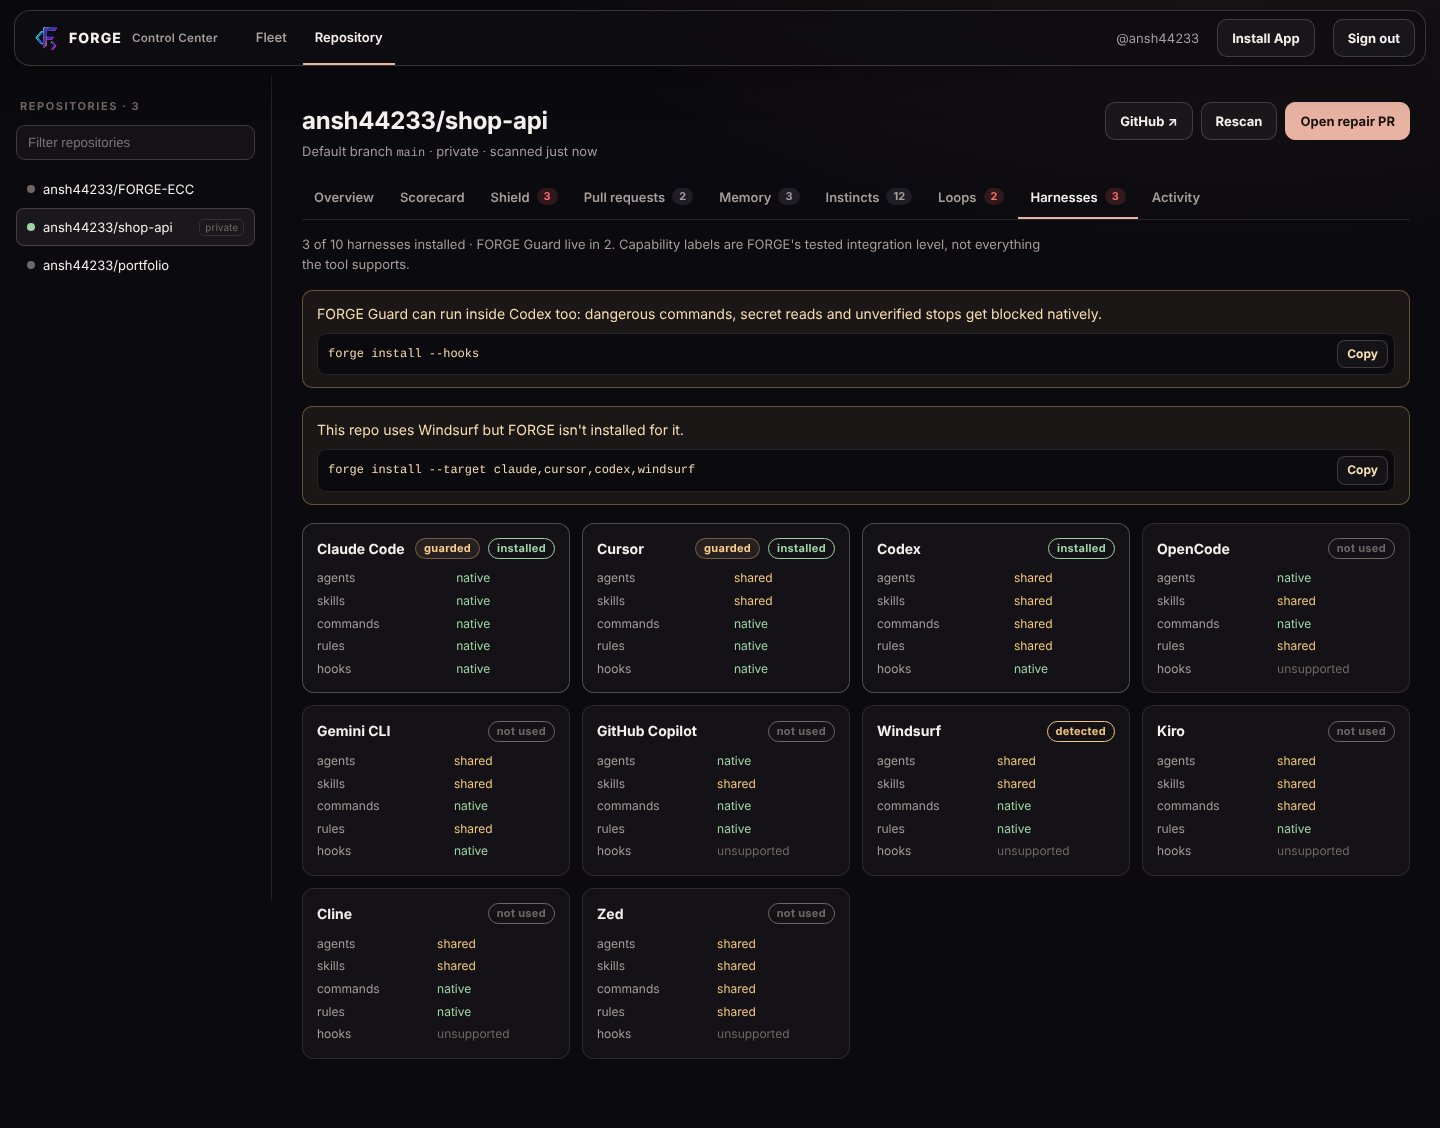 FORGE Control Center Fleet Repository @ansh44233 Install App Sign out
REPOSITORIES · 3
Filter repositories
ansh44233/FORGE-ECC
ansh44233/shop-api private
ansh44233/portfolio
ansh44233/shop-api
GitHub ↗ Rescan Open repair PR
Default branch main · private · scanned just now
Overview Scorecard Shield 3 Pull requests 2 Memory 3 Instincts 12 Loops 2 Harnesses 3 Activity
3 of 10 harnesses installed · FORGE Guard live in 2. Capability labels are FORGE's tested integration level, not everything
the tool supports.
FORGE Guard can run inside Codex too: dangerous commands, secret reads and unverified stops get blocked natively.
forge install --hooks Copy
This repo uses Windsurf but FORGE isn't installed for it.
forge install --target claude,cursor,codex,windsurf Copy
Claude Code guarded installed
agents native
skills native
commands native
rules native
hooks native
Cursor guarded installed
agents shared
skills shared
commands native
rules native
hooks native
Codex installed
agents shared
skills shared
commands shared
rules shared
hooks native
OpenCode not used
agents native
skills shared
commands native
rules shared
hooks unsupported
Gemini CLI not used
agents shared
skills shared
commands native
rules shared
hooks native
GitHub Copilot not used
agents native
skills shared
commands native
rules native
hooks unsupported
Windsurf detected
agents shared
skills shared
commands native
rules native
hooks unsupported
Kiro not used
agents shared
skills shared
commands shared
rules native
hooks unsupported
Cline not used
agents shared
skills shared
commands native
rules native
hooks unsupported
Zed not used
agents shared
skills shared
commands shared
rules shared
hooks unsupported